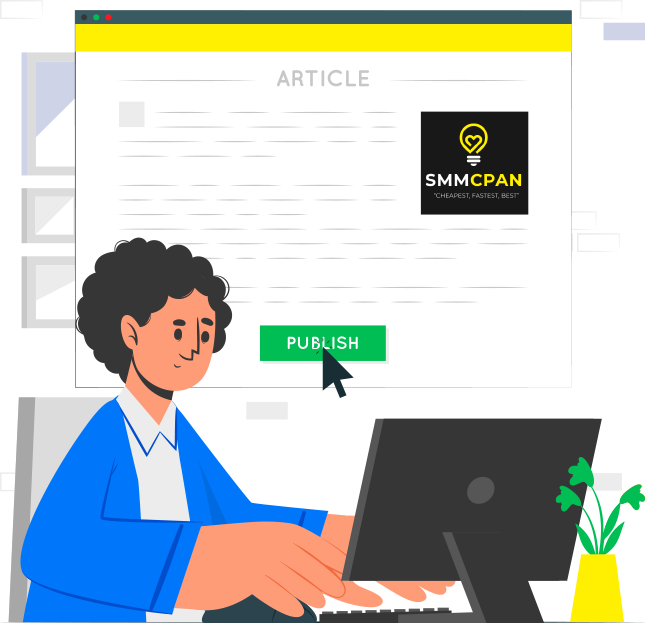 ARTICLE
SMMCPAN
"CHEAPEST, FASTEST, BEST"
PUBLISH